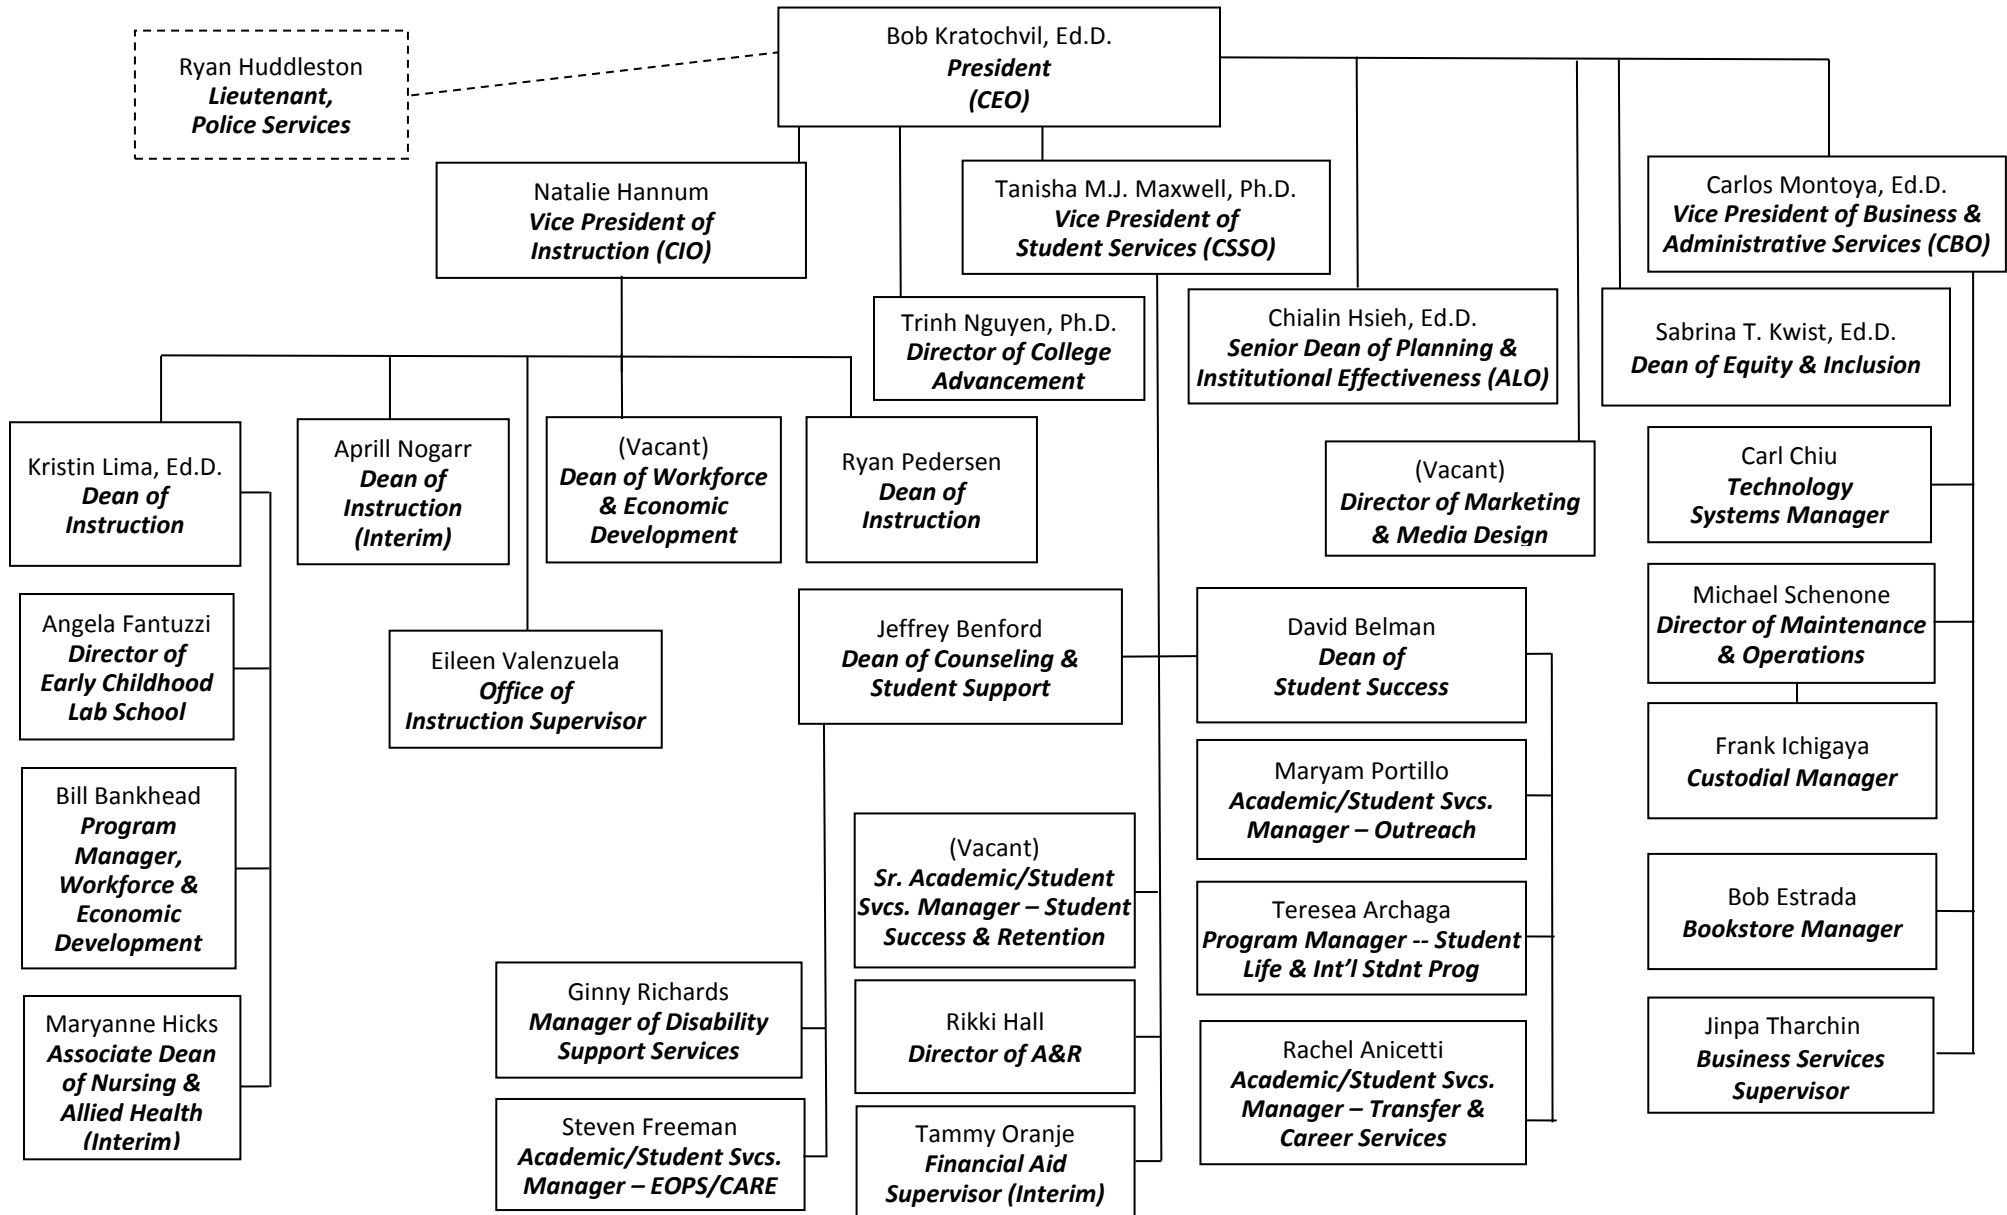 Bob Kratochvil, Ed.D.
President
(CEO)
Ryan Huddleston
Lieutenant,
Police Services
Natalie Hannum
Vice President of
Instruction (CIO)
Tanisha M.J. Maxwell, Ph.D.
Vice President of
Student Services (CSSO)
Carlos Montoya, Ed.D.
Vice President of Business &
Administrative Services (CBO)
Trinh Nguyen, Ph.D.
Director of College
Advancement
Chialin Hsieh, Ed.D.
Senior Dean of Planning &
Institutional Effectiveness (ALO)
Sabrina T. Kwist, Ed.D.
Dean of Equity & Inclusion
Kristin Lima, Ed.D.
Dean of
Instruction
Aprill Nogarr
Dean of
Instruction
(Interim)
(Vacant)
Dean of Workforce
& Economic
Development
Ryan Pedersen
Dean of
Instruction
(Vacant)
Director of Marketing
& Media Design
Carl Chiu
Technology
Systems Manager
Angela Fantuzzi
Director of
Early Childhood
Lab School
Eileen Valenzuela
Office of
Instruction Supervisor
Jeffrey Benford
Dean of Counseling &
Student Support
David Belman
Dean of
Student Success
Michael Schenone
Director of Maintenance
& Operations
Frank Ichigaya
Custodial Manager
Bill Bankhead
Program
Manager,
Workforce &
Economic
Development
(Vacant)
Sr. Academic/Student
Svcs. Manager – Student
Success & Retention
Maryam Portillo
Academic/Student Svcs.
Manager – Outreach
Teresea Archaga
Program Manager -- Student
Life & Int’l Stdnt Prog
Bob Estrada
Bookstore Manager
Maryanne Hicks
Associate Dean
of Nursing &
Allied Health
(Interim)
Ginny Richards
Manager of Disability
Support Services
Rikki Hall
Director of A&R
Rachel Anicetti
Academic/Student Svcs.
Manager – Transfer &
Career Services
Jinpa Tharchin
Business Services
Supervisor
Steven Freeman
Academic/Student Svcs.
Manager – EOPS/CARE
Tammy Oranje
Financial Aid
Supervisor (Interim)